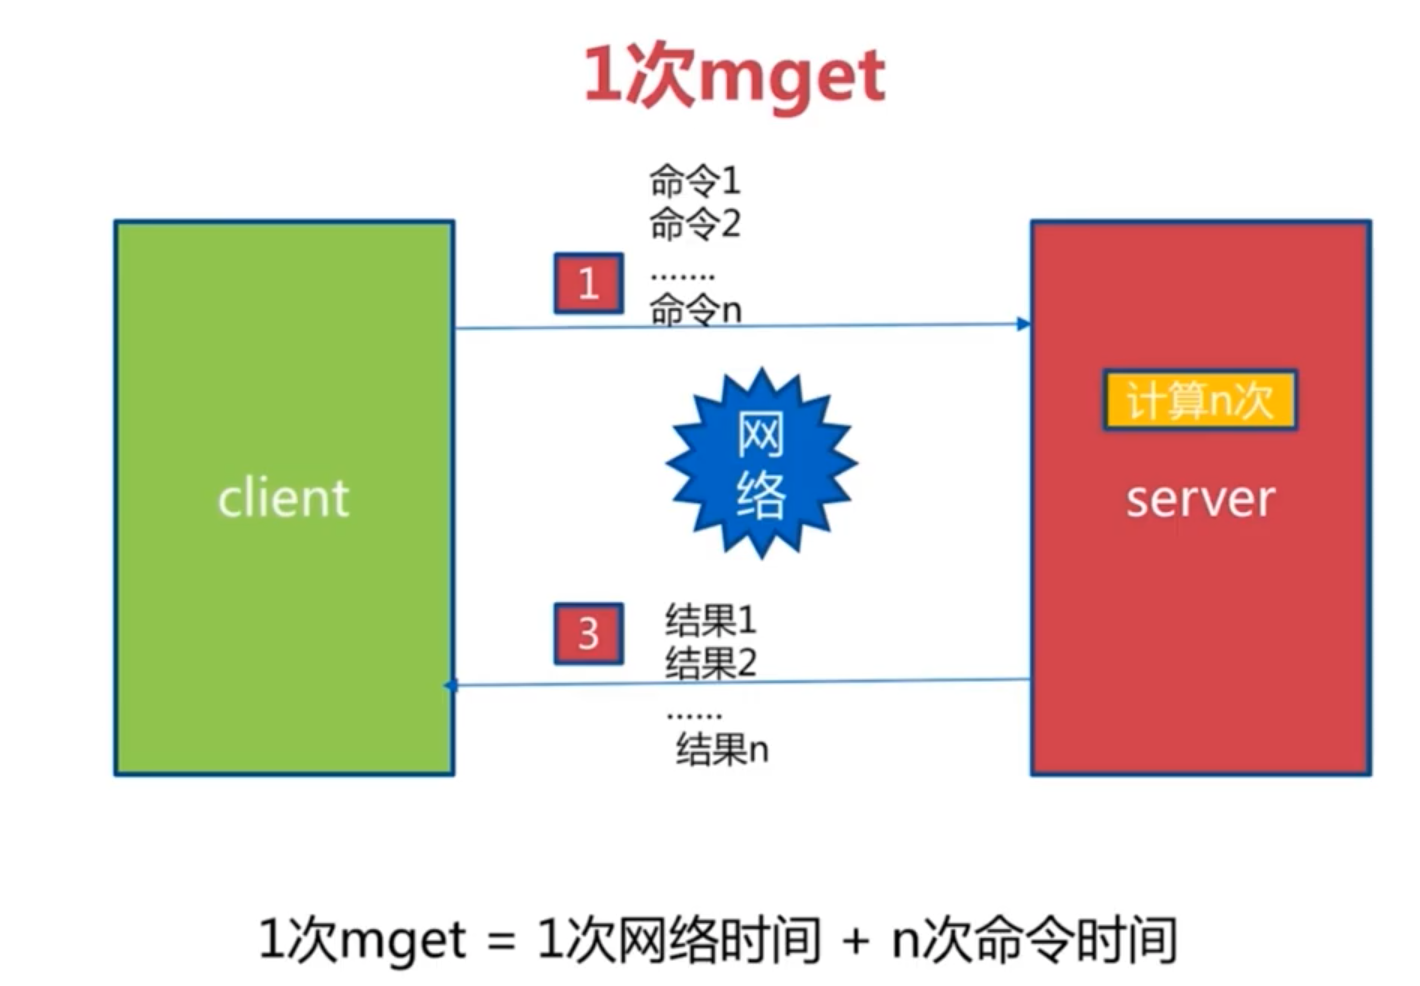 1次mget
命令1
命令2
.......
命令n
1
计算n次
网
络
client
server
3
结果1
结果2
......
结果n
1次mget = 1次网络时间 + n次命令时间